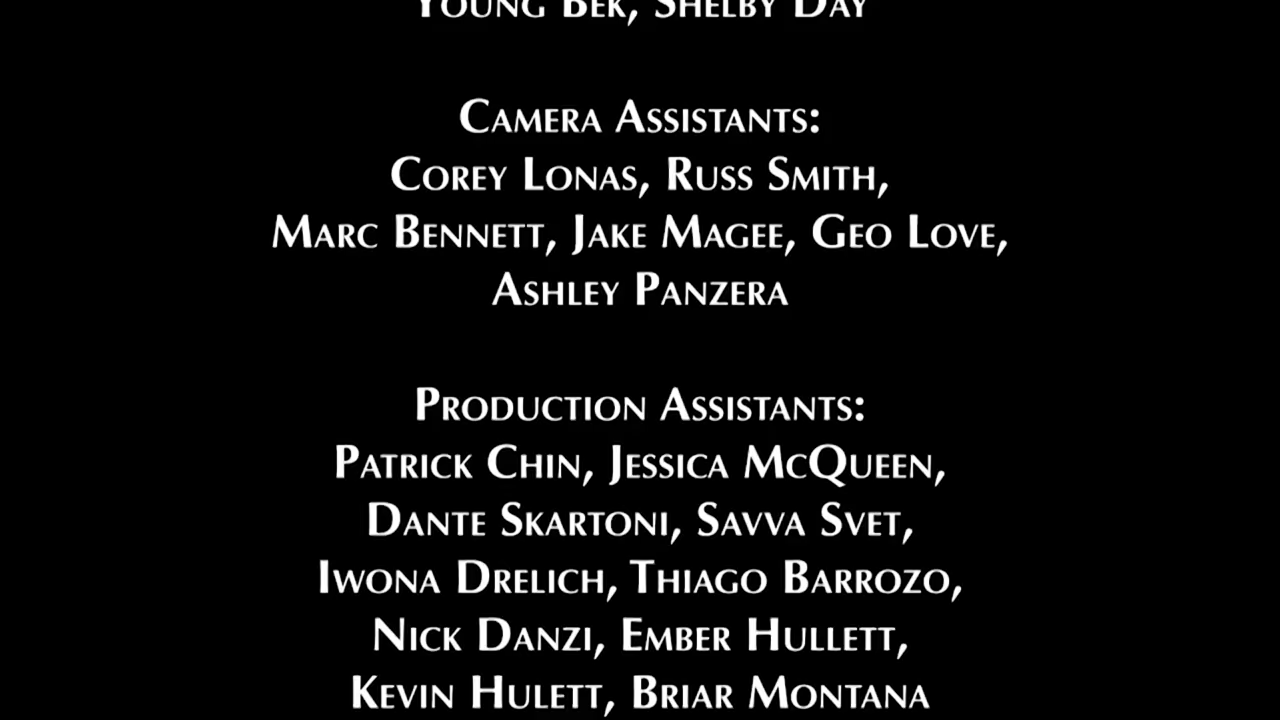 Young Bek, Shelby Day
Camera Assistants:
Corey Lonas, Russ Smith,
Marc Bennett, Jake Magee, Geo Love,
Ashley Panzera
Production Assistants:
Patrick Chin, Jessica McQueen,
Dante Skartoni, Savva Svet,
Iwona Drelich, Thiago Barrozo,
Nick Danzi, Ember Hullett,
Kevin Hulett, Briar Montana